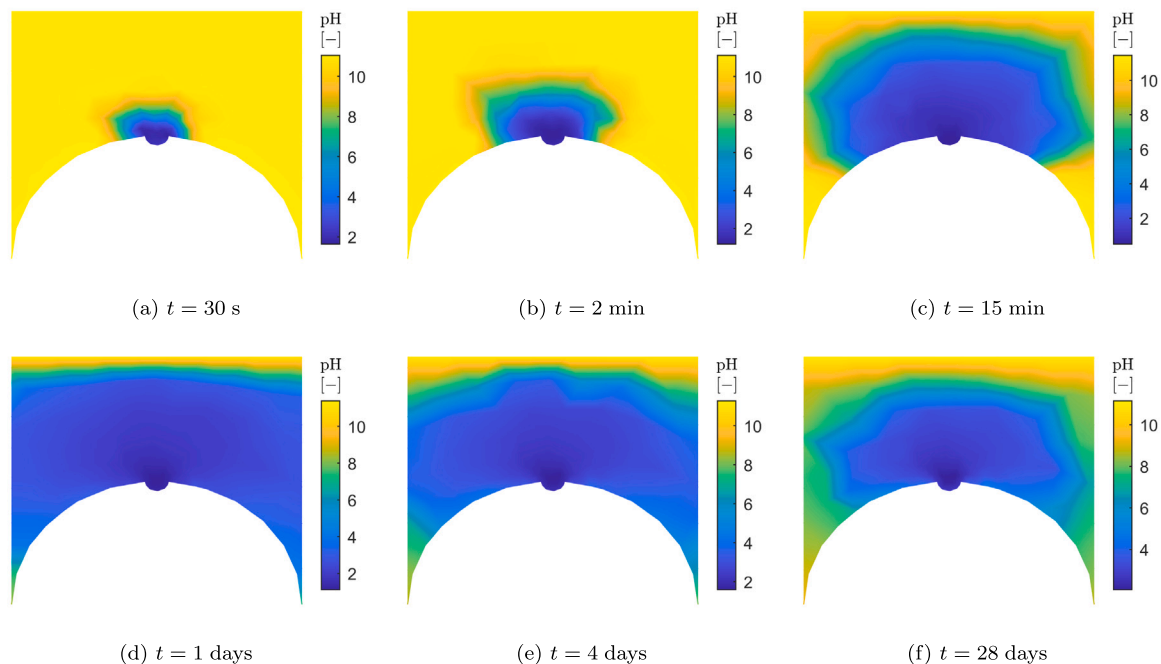 pH
[−]
10
8
6
4
2
(a) t = 30 s
pH
[−]
10
8
6
4
2
(b) t = 2 min
pH
[−]
10
8
6
4
2
(c) t = 15 min
pH
[−]
10
8
6
4
2
(d) t = 1 days
pH
[−]
10
8
6
4
2
(e) t = 4 days
pH
[−]
10
8
6
4
(f) t = 28 days